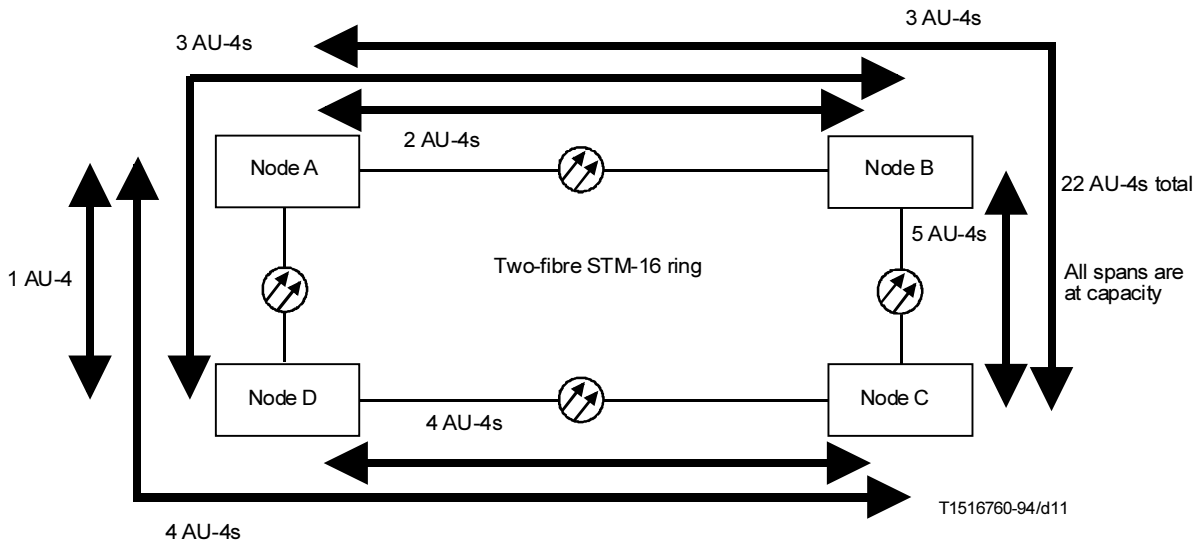 3 AU-4s
3 AU-4s
2 AU-4s
Node A
Node B
22 AU-4s total
5 AU-4s
1 AU-4
Two-fibre STM-16 ring
All spans are
at capacity
Node D
Node C
4 AU-4s
T1516760-94/d11
4 AU-4s